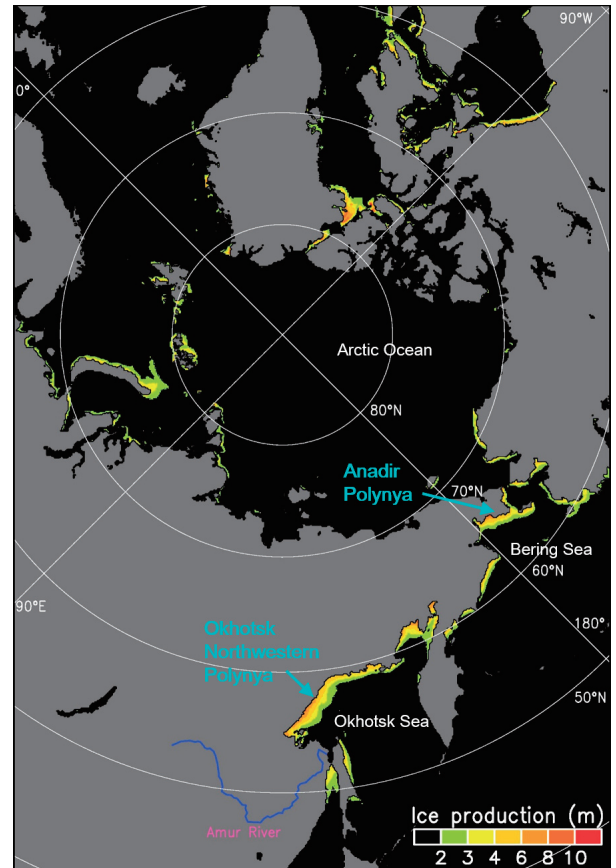 90°W
0°
Arctic Ocean
80°N
Anadir
Polynya
70°N
Bering Sea
60°N
90°E
180°
Okhotsk
Northwestern
Polynya
50°N
Okhotsk Sea
Amur River
Ice production (m)
2 3 4 6 8 10